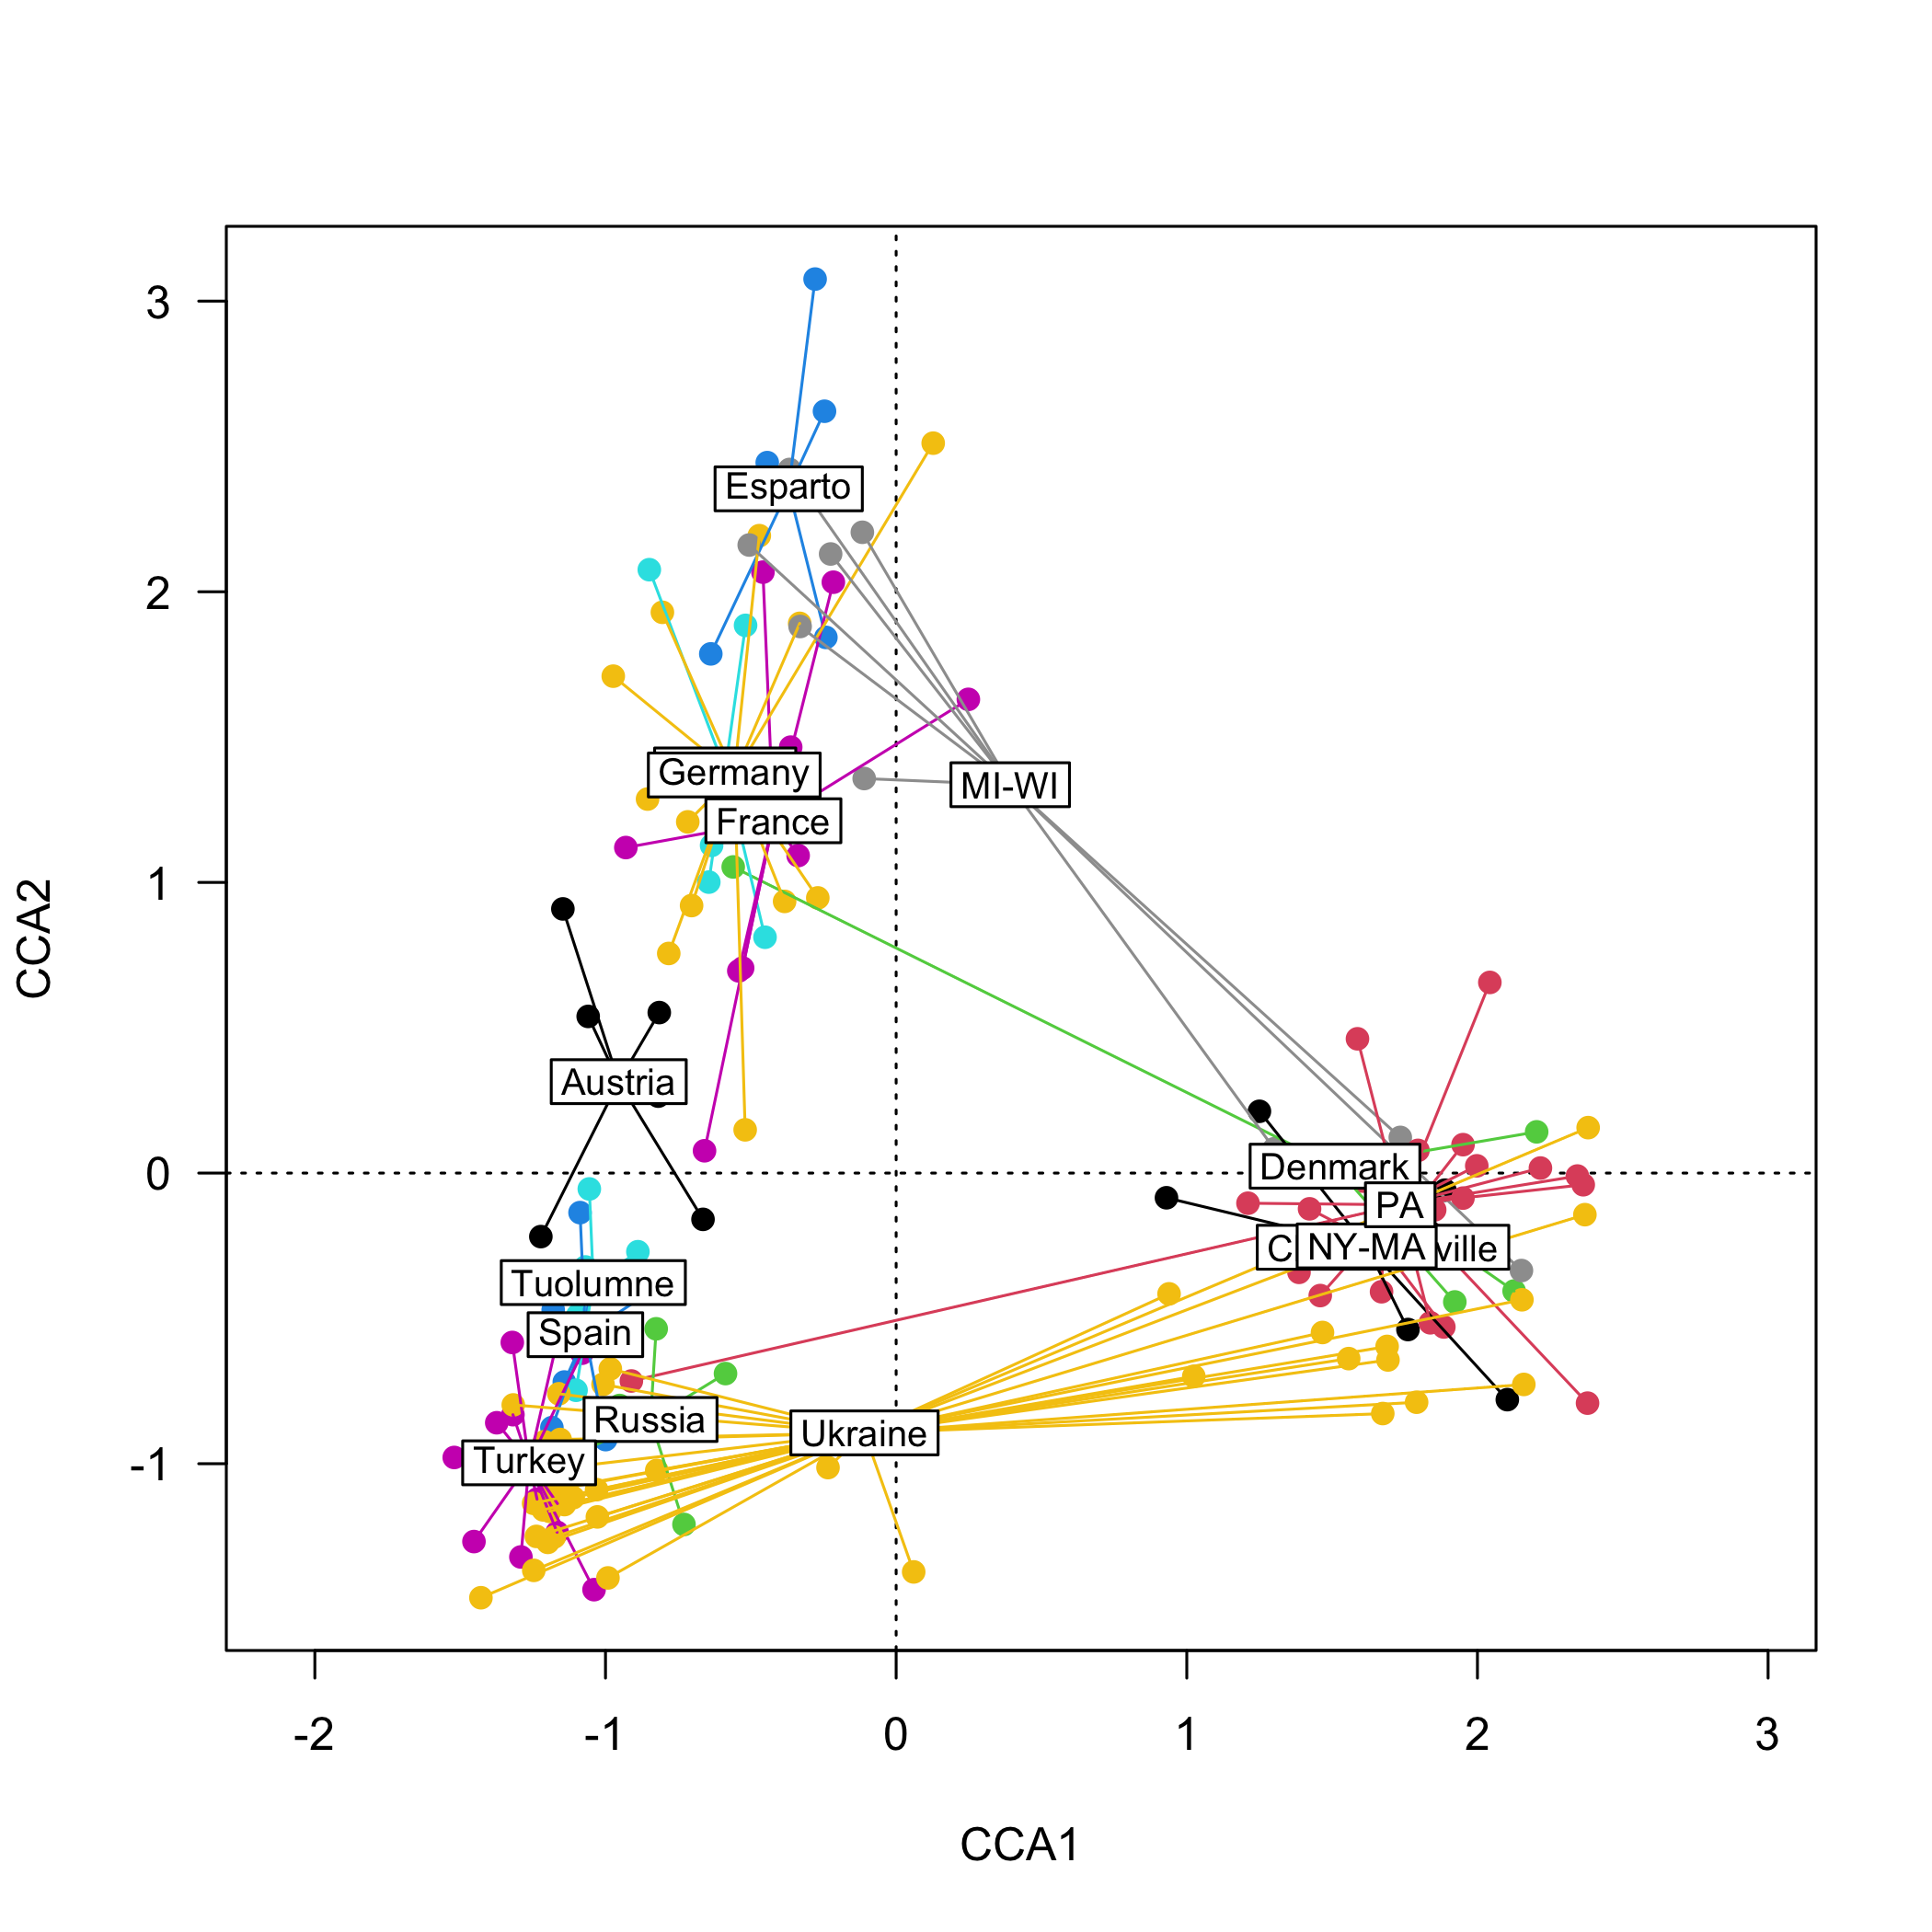 3
2
1
0
-1
-2
-1
0
1
2
3
CCA2
CCA1
Esparto
Germany
MI-WI
France
Austria
Denmark
PA
C
NY-MA
ville
Tuolumne
Spain
Russia
Ukraine
Turkey